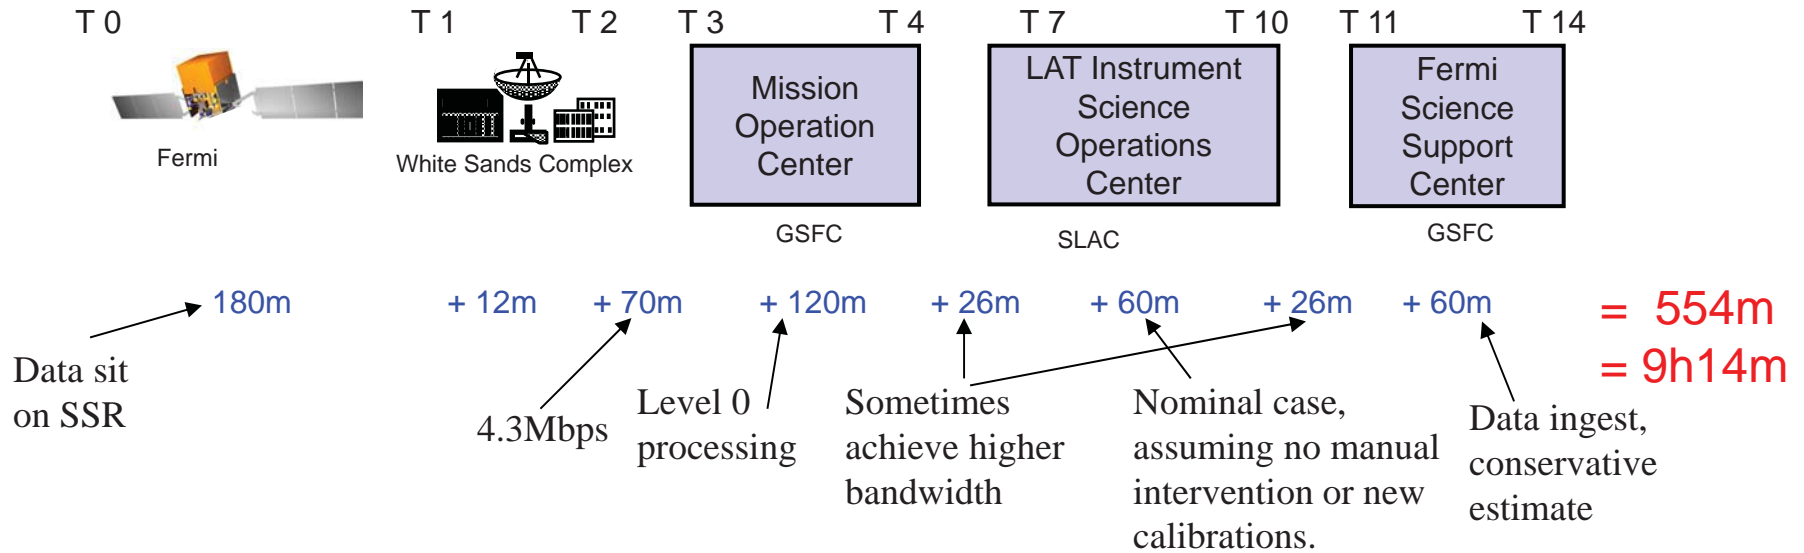 T 0 T 1 T 2 T 3 T 4 T 7 T 10 T 11 T 14
Fermi
White Sands Complex
Mission
Operation
Center
GSFC
LAT Instrument
Science
Operations
Center
SLAC
Fermi
Science
Support
Center
GSFC
180m + 12m + 70m + 120m + 26m + 60m + 26m + 60m = 554m
= 9h14m
Data sit
on SSR
4.3Mbps
Level 0
processing
Sometimes
achieve higher
bandwidth
Nominal case,
assuming no manual
intervention or new
calibrations.
Data ingest,
conservative
estimate